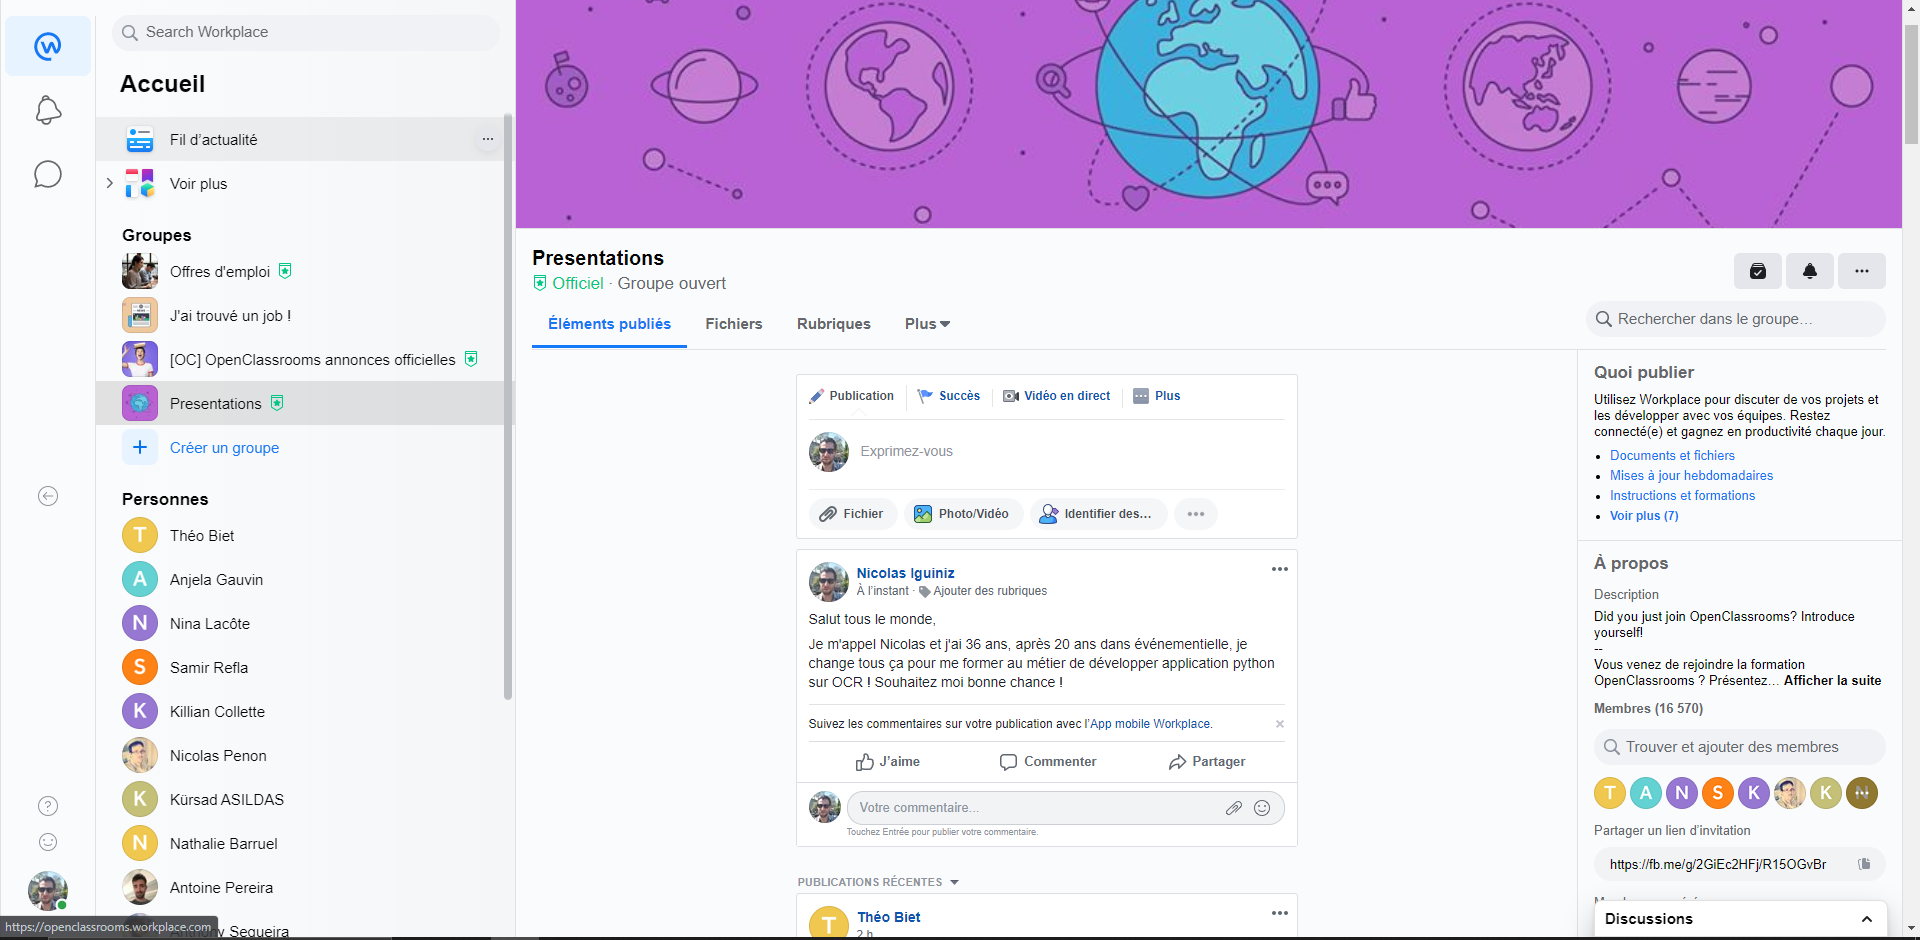 Search Workplace
Accueil
Fil d’actualité
Voir plus
Groupes
Offres d'emploi
J'ai trouvé un job !
[OC] OpenClassrooms annonces officielles
Presentations
Créer un groupe
Personnes
T Théo Biet
A Anjela Gauvin
N Nina Lacôte
S Samir Refla
K Killian Collette
Nicolas Penon
K Kürsad ASILDAS
N Nathalie Barruel
Antoine Pereira
Anthony Sequeira
https://openclassrooms.workplace.com
Presentations
Officiel · Groupe ouvert
Éléments publiés
Fichiers
Rubriques
Plus
Rechercher dans le groupe…
Publication
Succès
Vidéo en direct
Plus
Exprimez-vous
Fichier
Photo/Vidéo
Identifier des…
Nicolas Iguiniz
À l’instant · Ajouter des rubriques
Salut tous le monde,
Je m'appel Nicolas et j'ai 36 ans, après 20 ans dans événementielle, je
change tous ça pour me former au métier de développer application python
sur OCR ! Souhaitez moi bonne chance !
Suivez les commentaires sur votre publication avec l’App mobile Workplace.
J’aime
Commenter
Partager
Votre commentaire...
Touchez Entrée pour publier votre commentaire.
PUBLICATIONS RÉCENTES
T Théo Biet
2 h
Quoi publier
Utilisez Workplace pour discuter de vos projets et
les développer avec vos équipes. Restez
connecté(e) et gagnez en productivité chaque jour.
Documents et fichiers
Mises à jour hebdomadaires
Instructions et formations
Voir plus (7)
À propos
Description
Did you just join OpenClassrooms? Introduce
yourself!
--
Vous venez de rejoindre la formation
OpenClassrooms ? Présentez… Afficher la suite
Membres (16 570)
Trouver et ajouter des membres
T A N S K K N
Partager un lien d’invitation
https://fb.me/g/2GiEc2HFj/R15OGvBr
Discussions